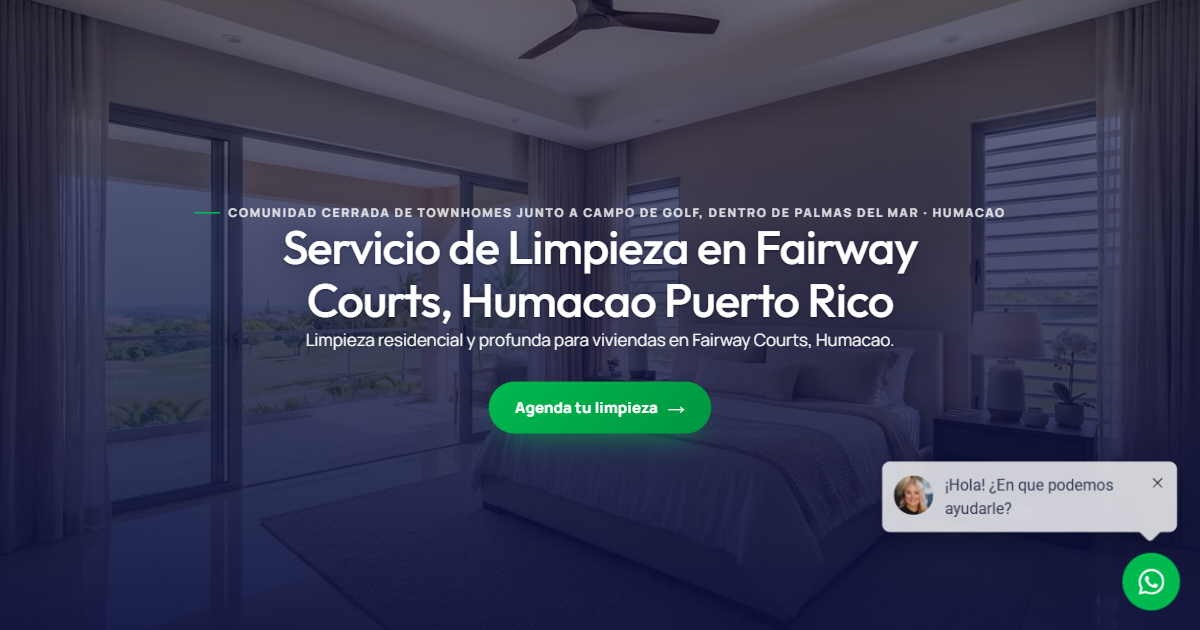 COMUNIDAD CERRADA DE TOWNHOMES JUNTO A CAMPO DE GOLF, DENTRO DE PALMAS DEL MAR · HUMACAO
Servicio de Limpieza en Fairway
Courts, Humacao Puerto Rico
Limpieza residencial y profunda para viviendas en Fairway Courts, Humacao.
Agenda tu limpieza →
¡Hola! ¿En que podemos
ayudarle?